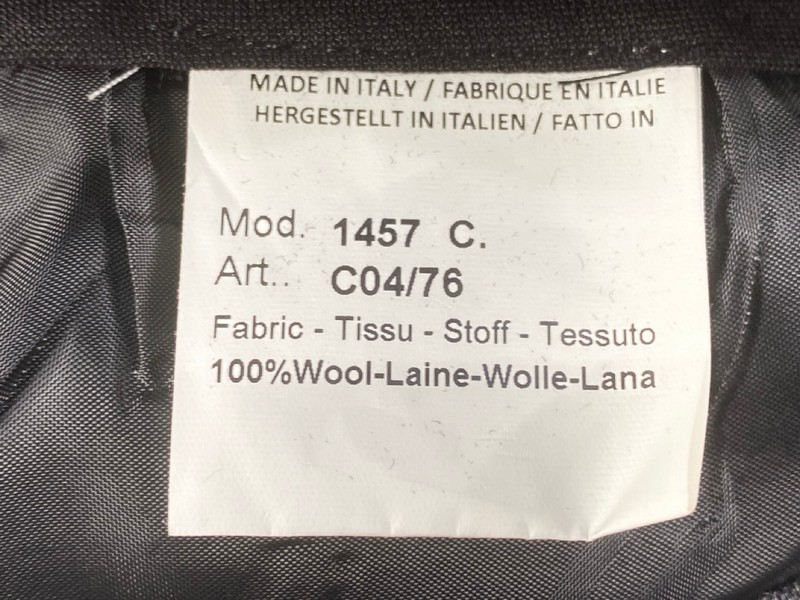 MADE IN ITALY / FABRIQUE EN ITALIE
HERGESTELLT IN ITALIEN / FATTO IN
Mod. 1457 C.
Art.. C04/76
Fabric - Tissu - Stoff - Tessuto
100%Wool-Laine-Wolle-Lana